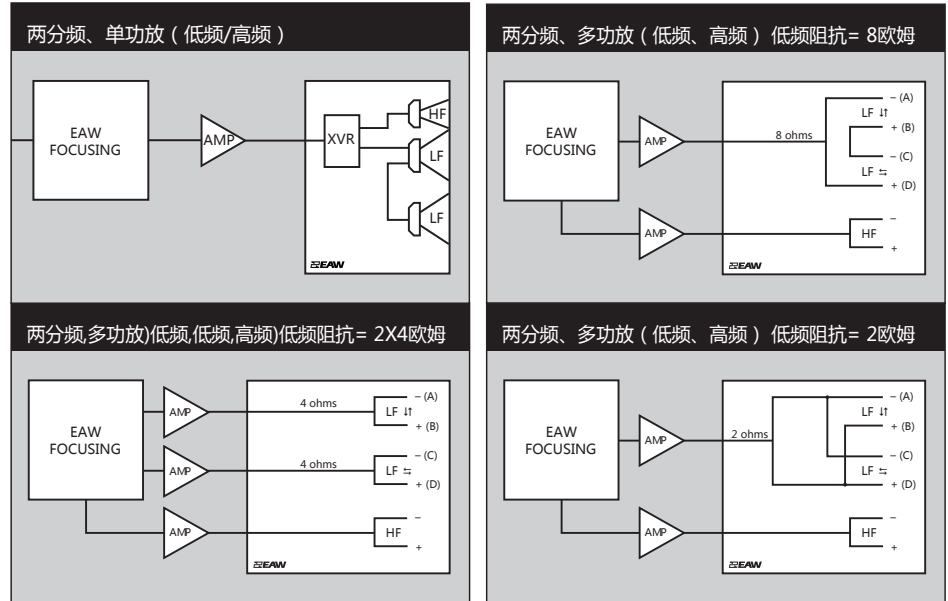 两分频、单功放（低频/高频）
EAW
FOCUSING
AMP
XVR
HF
LF
LF
EAW
两分频、多功放（低频、高频） 低频阻抗= 8欧姆
EAW
FOCUSING
AMP
8 ohms
– (A)
LF ↓↑
+ (B)
– (C)
LF ⇆
+ (D)
AMP
–
HF
+
EAW
两分频,多功放)低频,低频,高频)低频阻抗= 2X4欧姆
EAW
FOCUSING
AMP
4 ohms
– (A)
LF ↓↑
+ (B)
AMP
4 ohms
– (C)
LF ⇆
+ (D)
AMP
–
HF
+
EAW
两分频、多功放（低频、高频） 低频阻抗= 2欧姆
EAW
FOCUSING
AMP
2 ohms
– (A)
LF ↓↑
+ (B)
– (C)
LF ⇆
+ (D)
AMP
–
HF
+
EAW